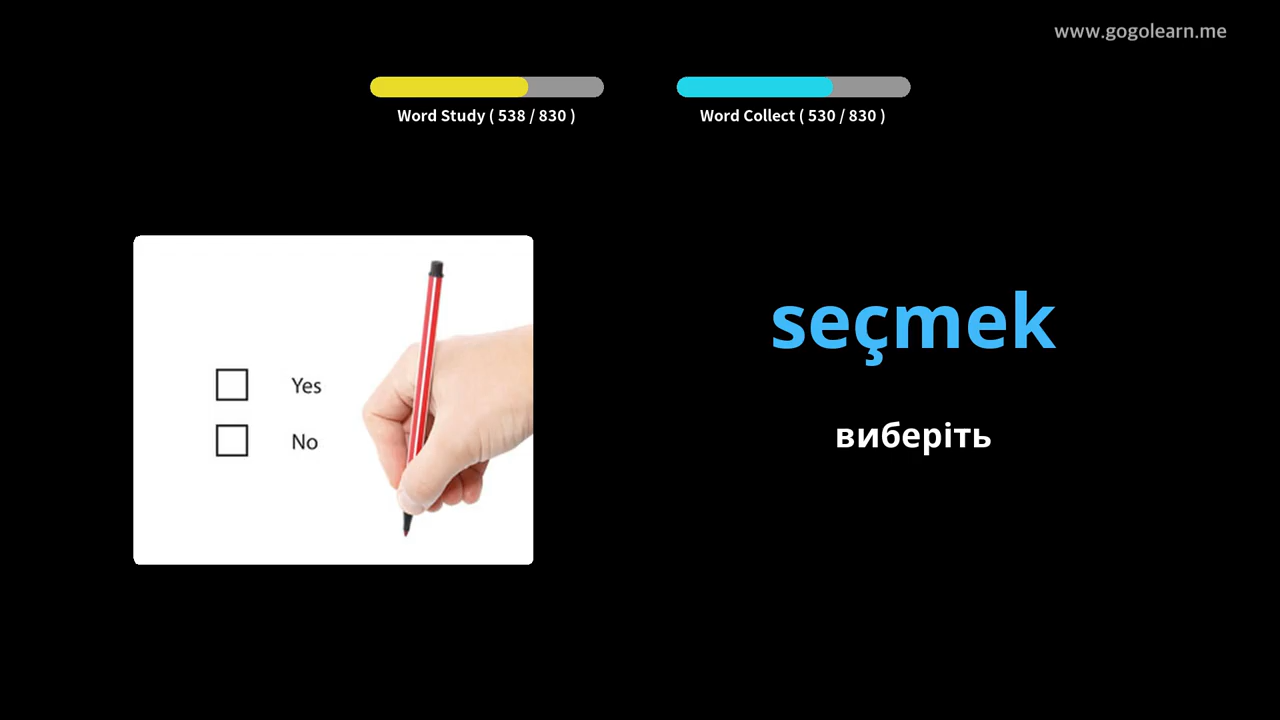 www.gogolearn.me
Word Study ( 538 / 830 )
Word Collect ( 530 / 830 )
Yes
No
seçmek
виберіть